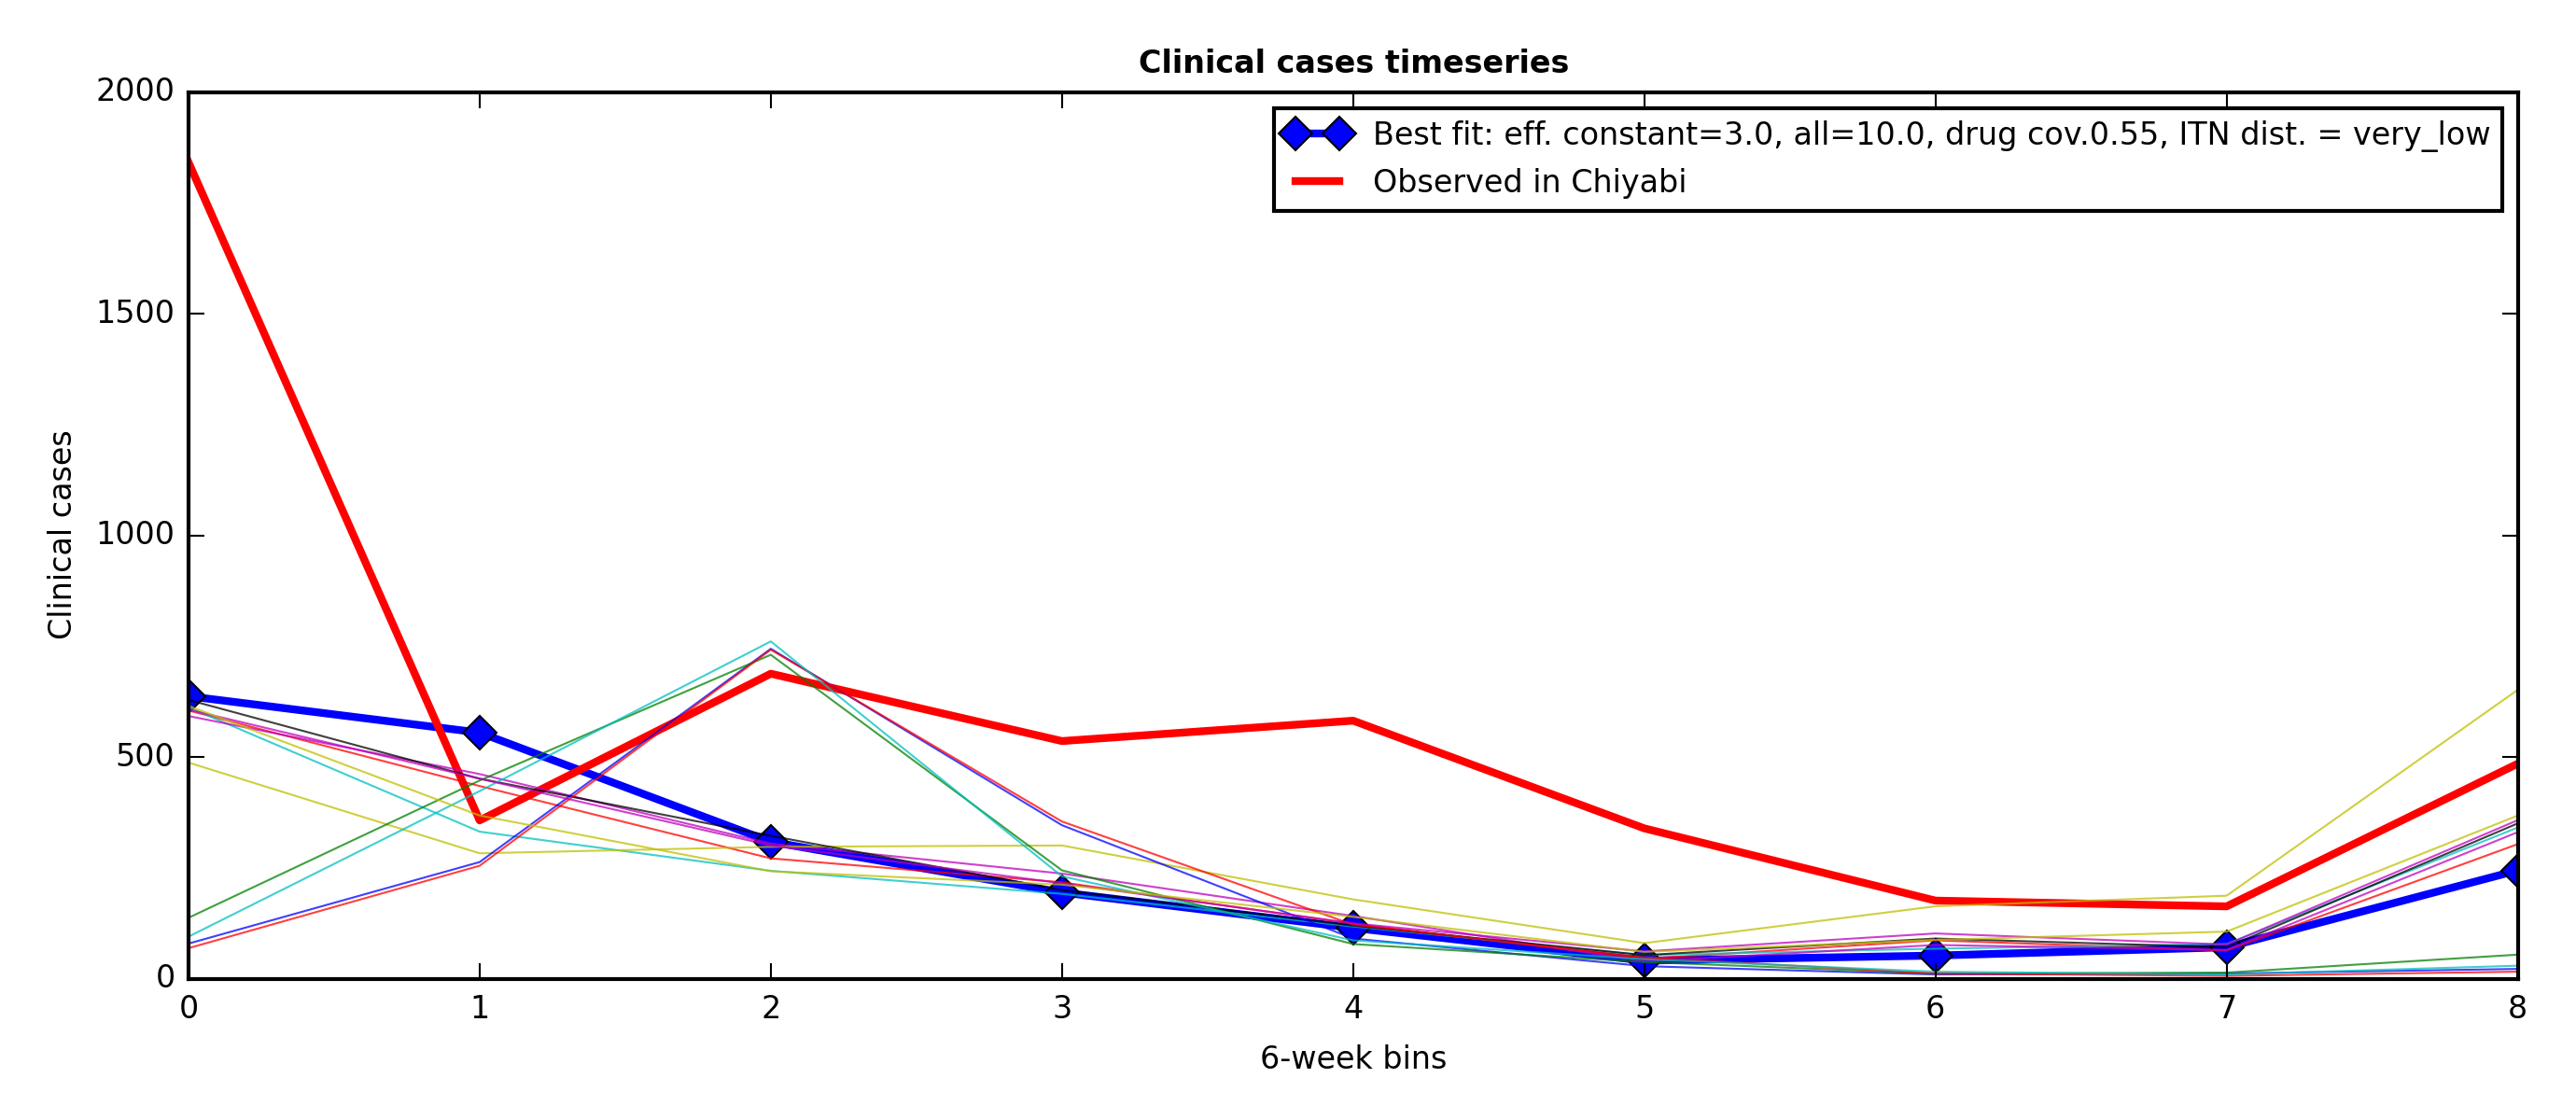 Clinical cases timeseries
2000
1500
1000
500
0
Clinical cases
Best fit: eff. constant=3.0, all=10.0, drug cov.0.55, ITN dist. = very_low
Observed in Chiyabi
0 1 2 3 4 5 6 7 8
6-week bins